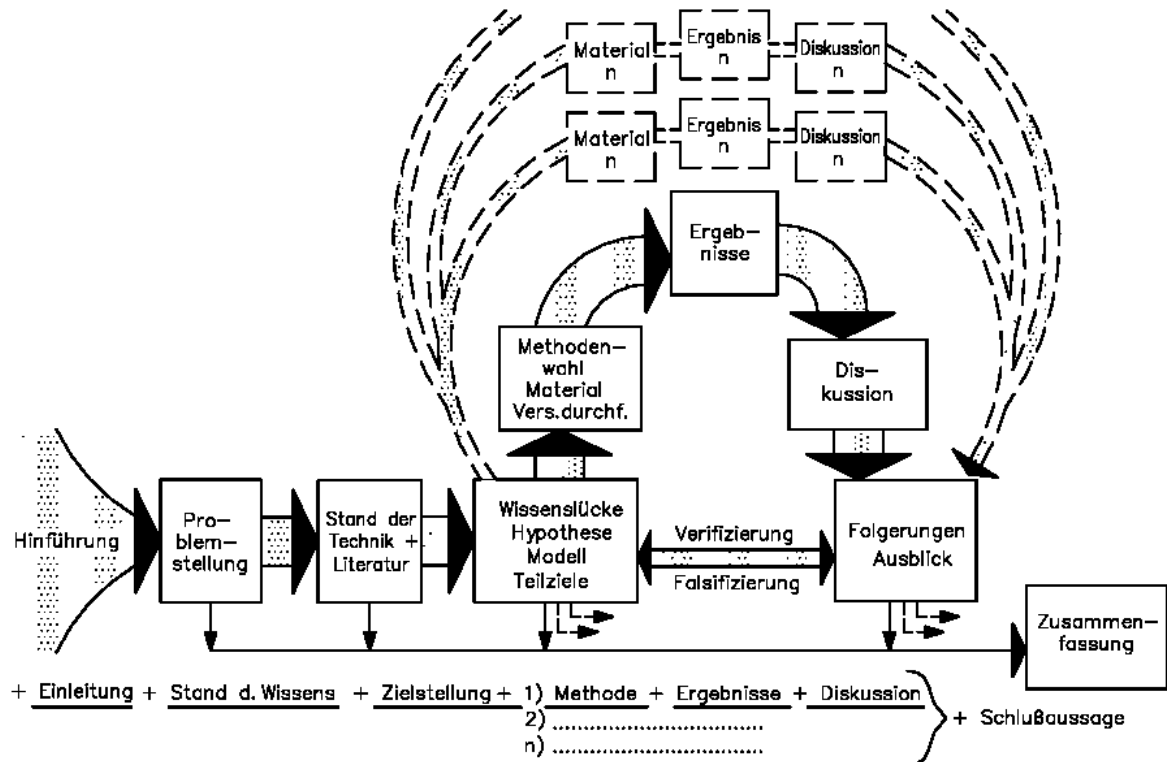 Material
n
Ergebnis
n
Diskussion
n
Material
n
Ergebnis
n
Diskussion
n
Ergeb-
nisse
Methoden-
wahl
Material
Vers.durchf.
Dis-
kussion
Hinführung
Pro-
blem-
stellung
Stand der
Technik +
Literatur
Wissenslücke
Hypothese
Modell
Teilziele
Verifizierung
Falsifizierung
Folgerungen
Ausblick
Zusammen-
fassung
+ Einleitung + Stand d. Wissens + Zielstellung + 1) Methode + Ergebnisse + Diskussion
2) ........................................
n) ........................................
+ Schlußaussage